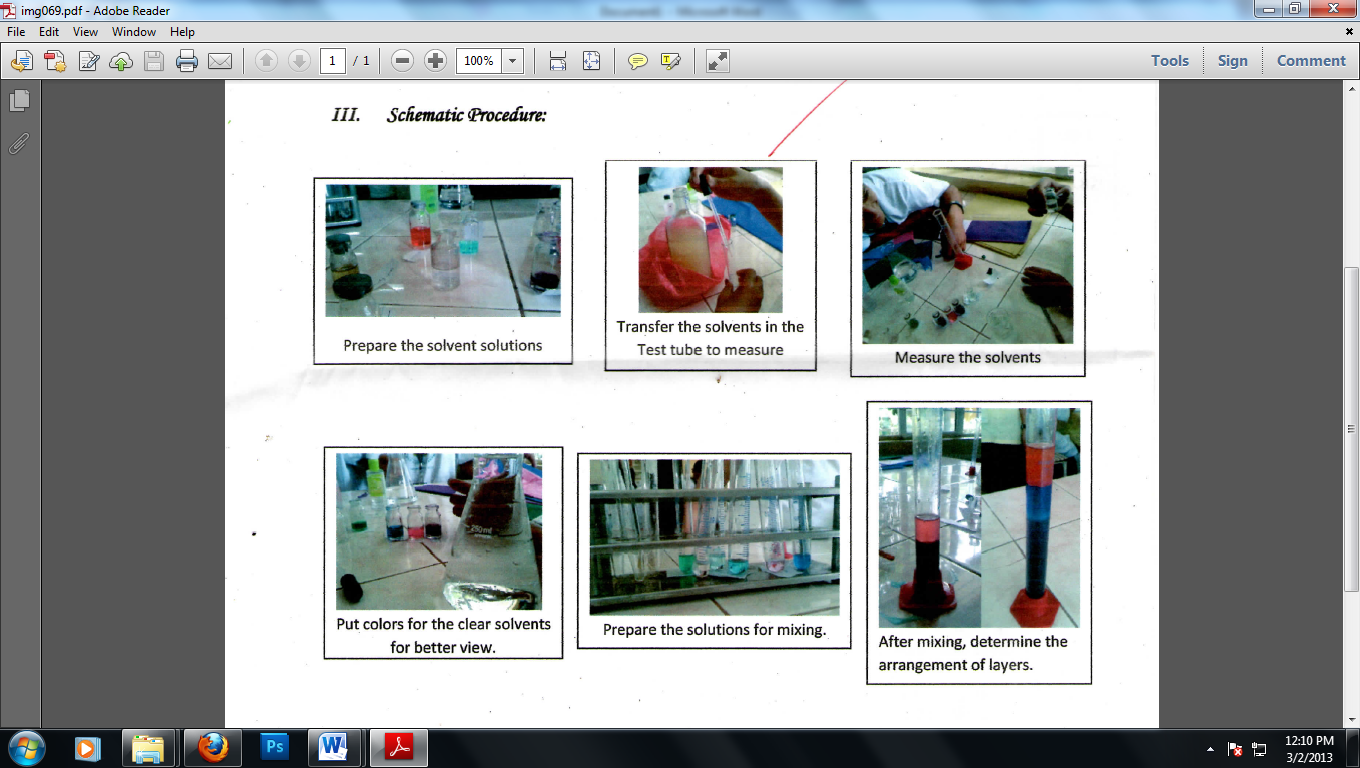 img069.pdf - Adobe Reader
File Edit View Window Help
1 / 1 100% Tools Sign Comment
III. Schematic Procedure:
Prepare the solvent solutions
Transfer the solvents in the
Test tube to measure
Measure the solvents
250 ml
Put colors for the clear solvents
for better view.
Prepare the solutions for mixing.
After mixing, determine the
arrangement of layers.
Ps W
12:10 PM
3/2/2013